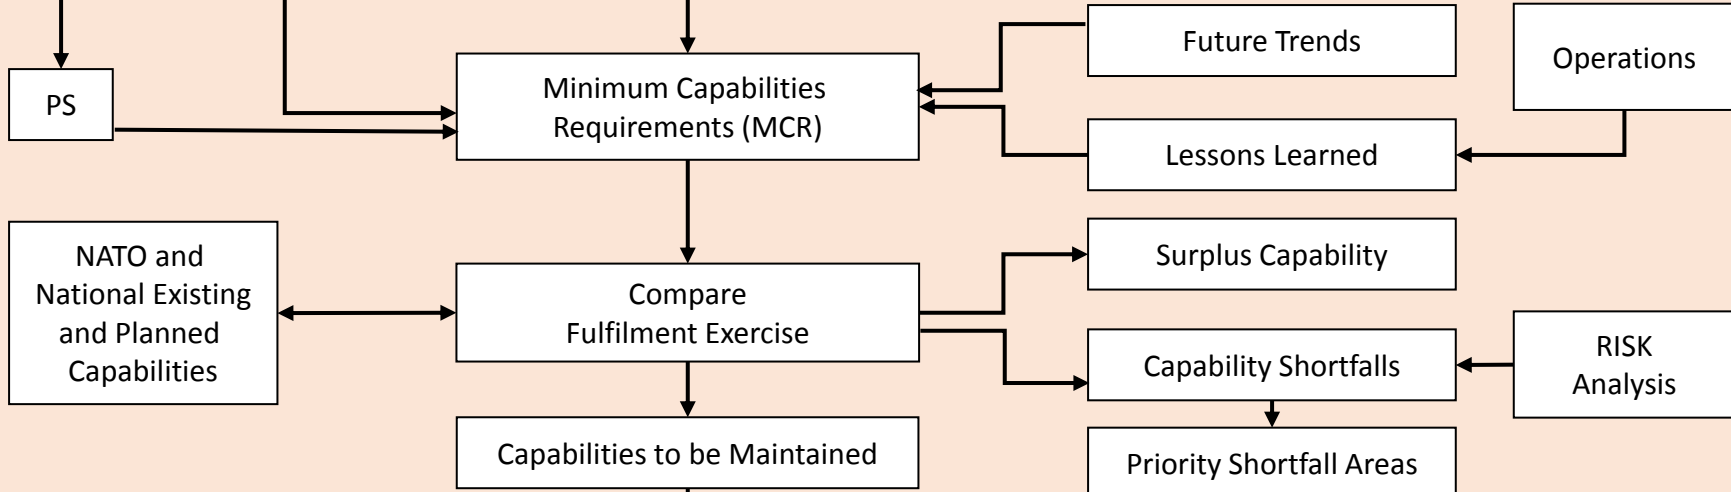 PS
Minimum Capabilities
Requirements (MCR)
Future Trends
Operations
Lessons Learned
NATO and
National Existing
and Planned
Capabilities
Compare
Fulfilment Exercise
Surplus Capability
Capability Shortfalls
RISK
Analysis
Capabilities to be Maintained
Priority Shortfall Areas